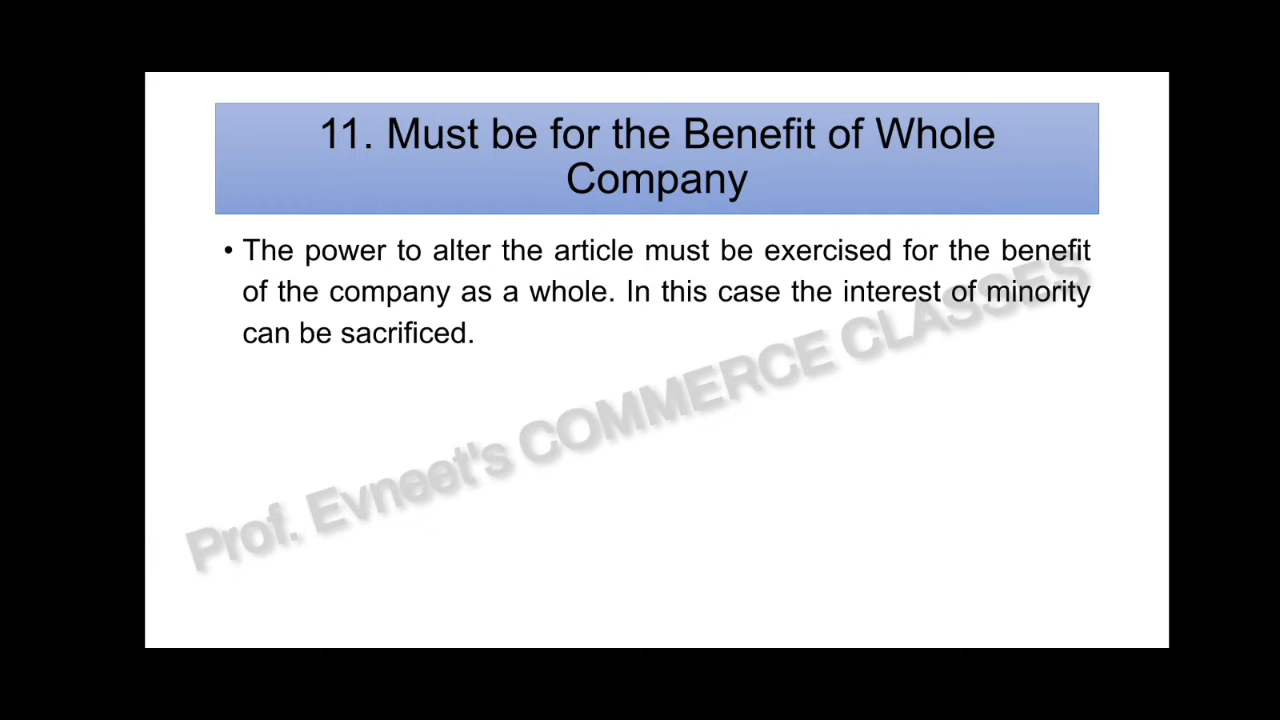 11. Must be for the Benefit of Whole
Company
• The power to alter the article must be exercised for the benefit
of the company as a whole. In this case the interest of minority
can be sacrificed.
Prof. Evneet's COMMERCE CLASSES